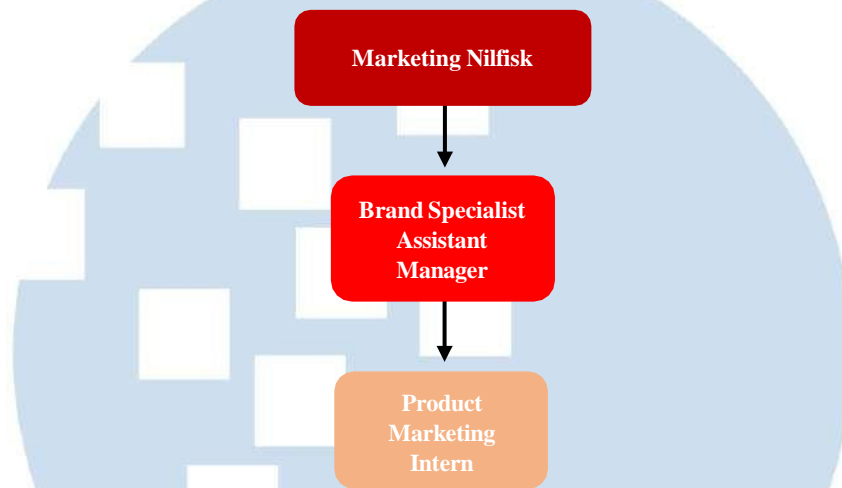 Marketing Nilfisk
Brand Specialist
Assistant
Manager
Product
Marketing
Intern